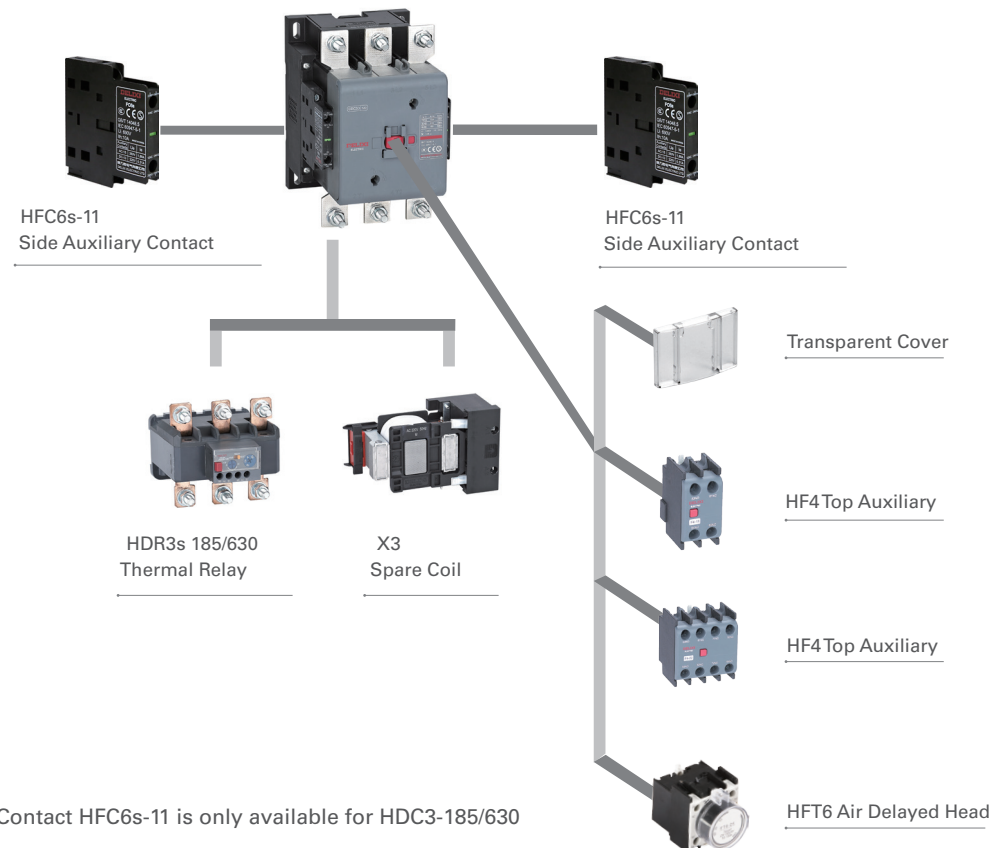 DELIXI
ELECTRIC
HFC6s-11
Side Auxiliary Contact
HFC6s-11
Side Auxiliary Contact
Transparent Cover
HF4 Top Auxiliary
HDR3s 185/630
Thermal Relay
X3
Spare Coil
HF4 Top Auxiliary
HFT6 Air Delayed Head
Contact HFC6s-11 is only available for HDC3-185/630